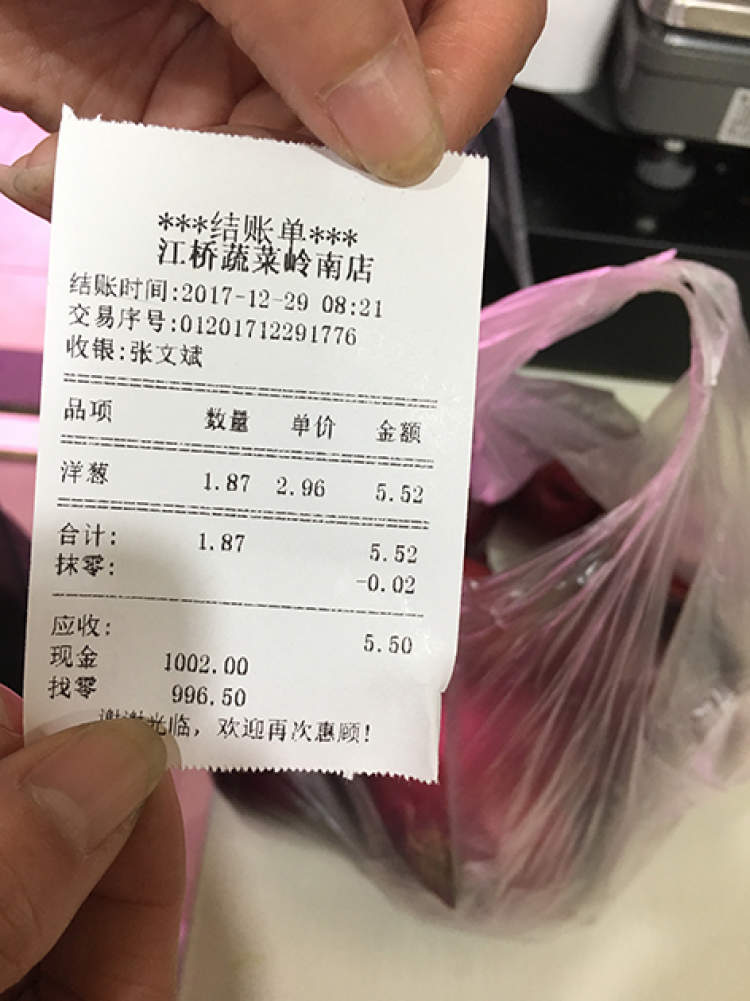 ***结账单***
江桥蔬菜岭南店
结账时间:2017-12-29 08:21
交易序号:01201712291776
收银:张文斌
品项 数量 单价 金额
洋葱 1.87 2.96 5.52
合计: 1.87 5.52
抹零: -0.02
应收: 5.50
现金 1002.00
找零 996.50
谢谢光临，欢迎再次惠顾!